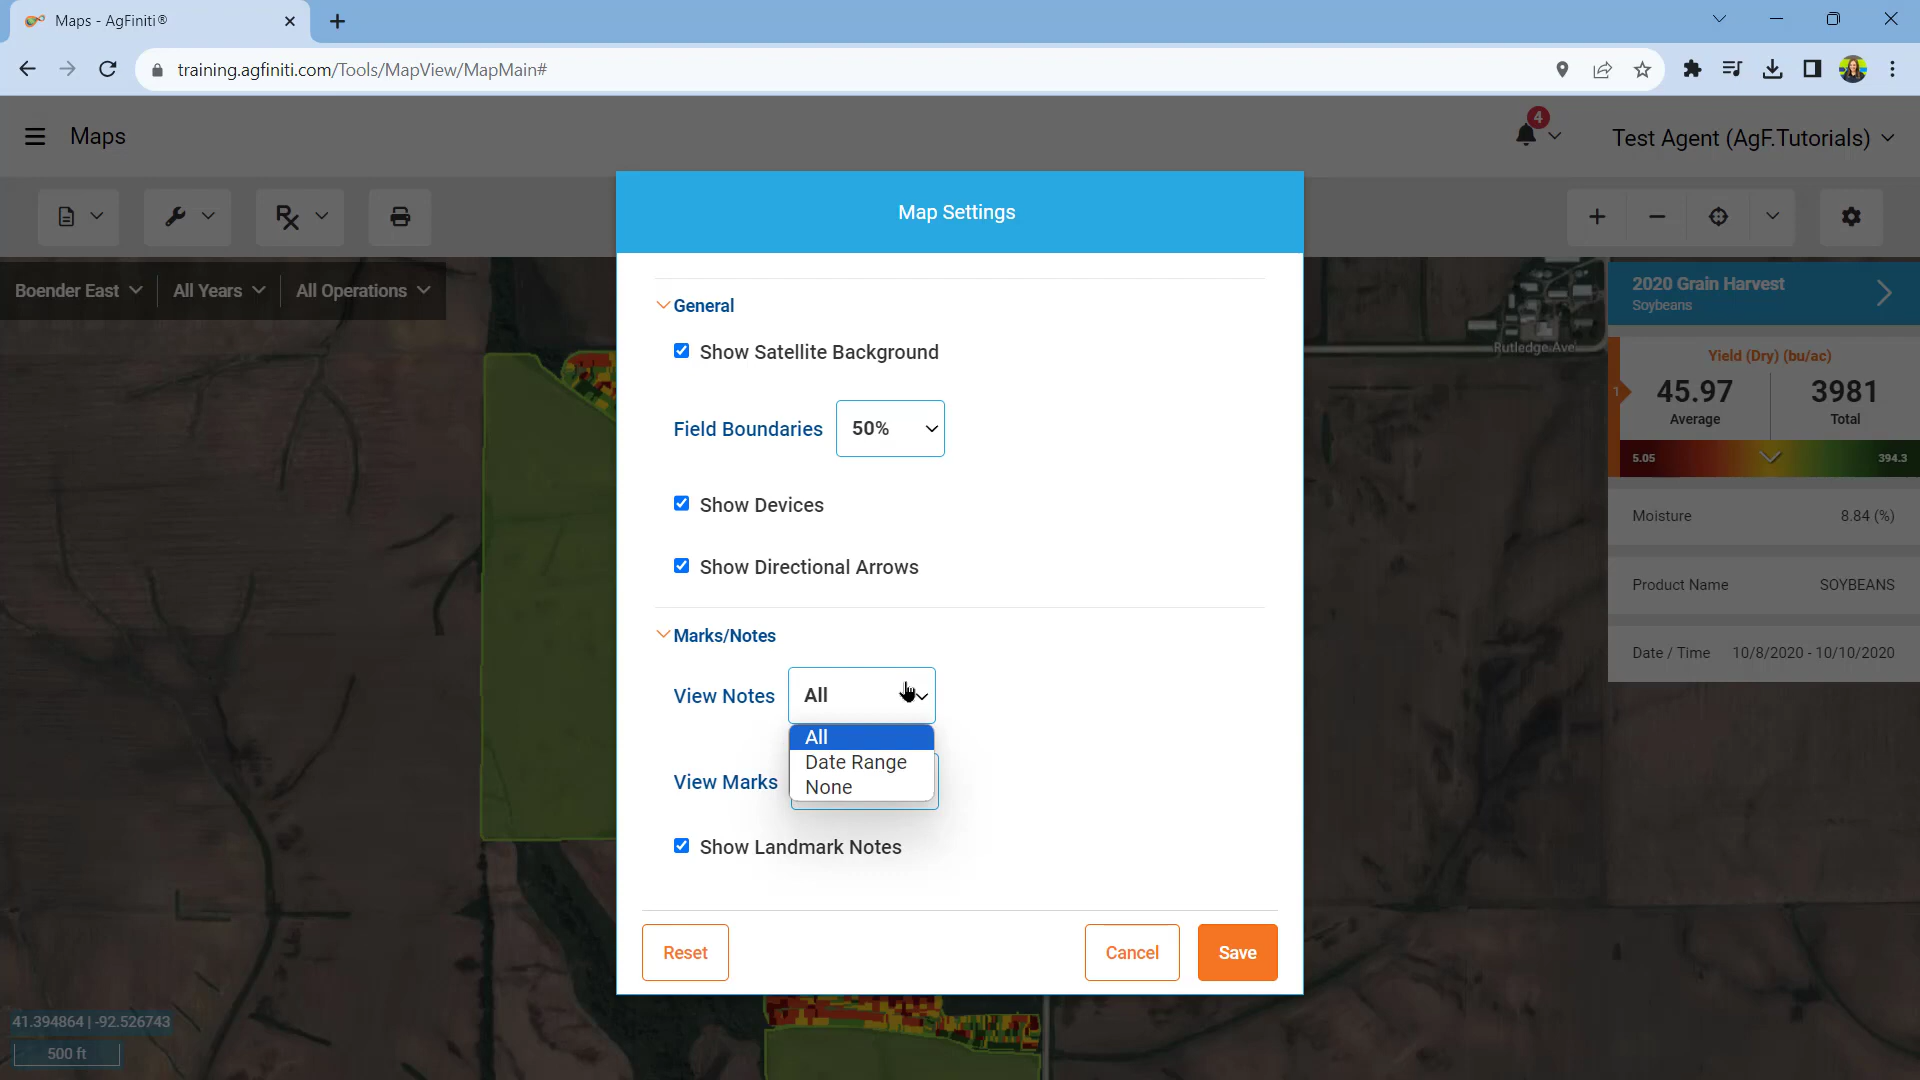 Maps - AgFiniti®
training.agfiniti.com/Tools/MapView/MapMain#
Maps
4
Test Agent (AgF.Tutorials)
Rx
Map Settings
Boender East
All Years
All Operations
2020 Grain Harvest
Soybeans
Rutledge Ave
General
Show Satellite Background
Field Boundaries 50%
Show Devices
Show Directional Arrows
Marks/Notes
View Notes All
All
Date Range
None
View Marks
Show Landmark Notes
Reset
Cancel
Save
1
Yield (Dry) (bu/ac)
45.97 3981
Average Total
5.05 394.3
Moisture 8.84 (%)
Product Name SOYBEANS
Date / Time 10/8/2020 - 10/10/2020
41.394864 | -92.526743
500 ft